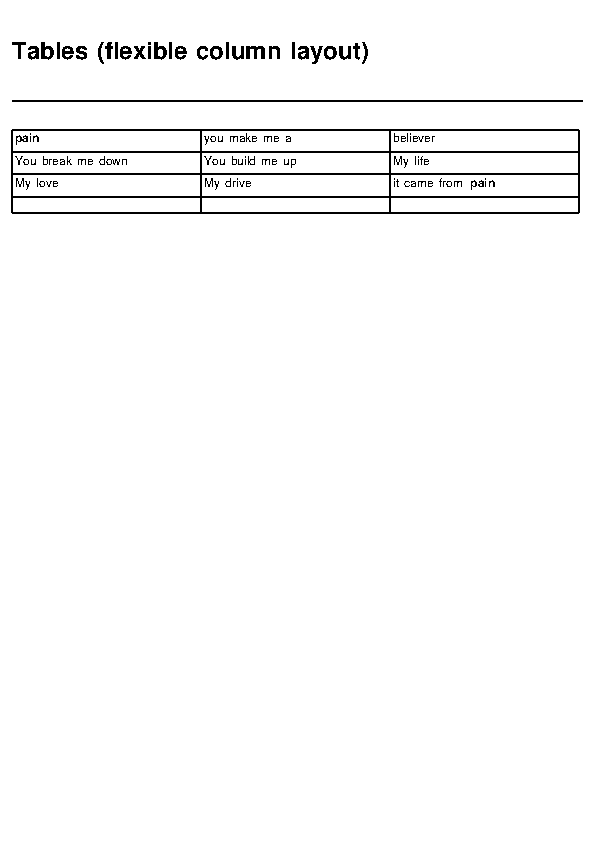 Tables (flexible column layout)
pain you make me a believer
You break me down You build me up My life
My love My drive it came from pain